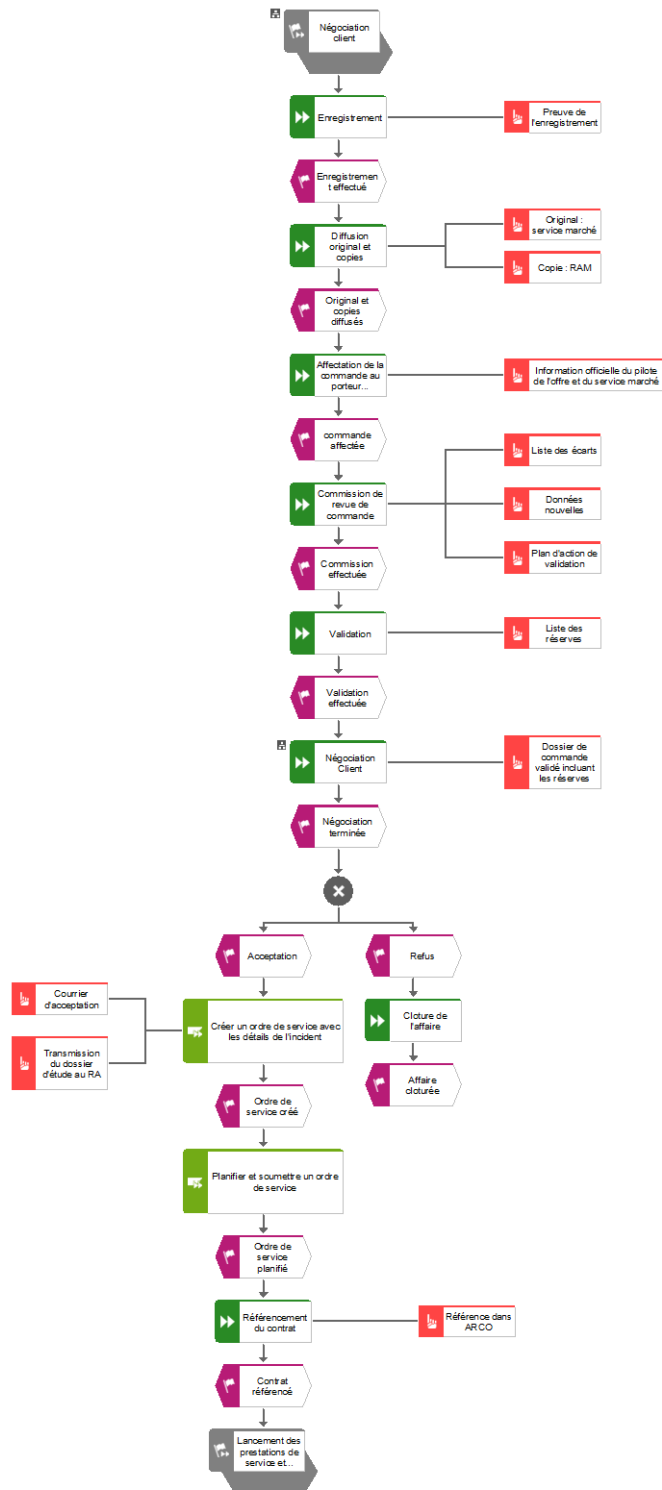 Négociation
client
Enregistrement
Preuve de
l'enregistrement
Enregistremen
t effectué
Diffusion
original et
copies
Original :
service marché
Copie : RAM
Original et
copies
diffusés
Affectation de la
commande au
porteur...
Information officielle du pilote
de l'offre et du service marché
commande
affectée
Liste des écarts
Commission de
revue de
commande
Données
nouvelles
Plan d'action de
validation
Commission
effectuée
Validation
Liste des
réserves
Validation
effectuée
Négociation
Client
Dossier de
commande
validé incluant
les réserves
Négociation
terminée
Acceptation
Refus
Courrier
d'acceptation
Créer un ordre de service avec
les détails de l'incident
Cloture de
l'affaire
Transmission
du dossier
d'étude au RA
Affaire
cloturée
Ordre de
service créé
Planifier et soumettre un ordre
de service
Ordre de
service
planifié
Référencement
du contrat
Référence dans
ARCO
Contrat
référencé
Lancement des
prestations de
service et...